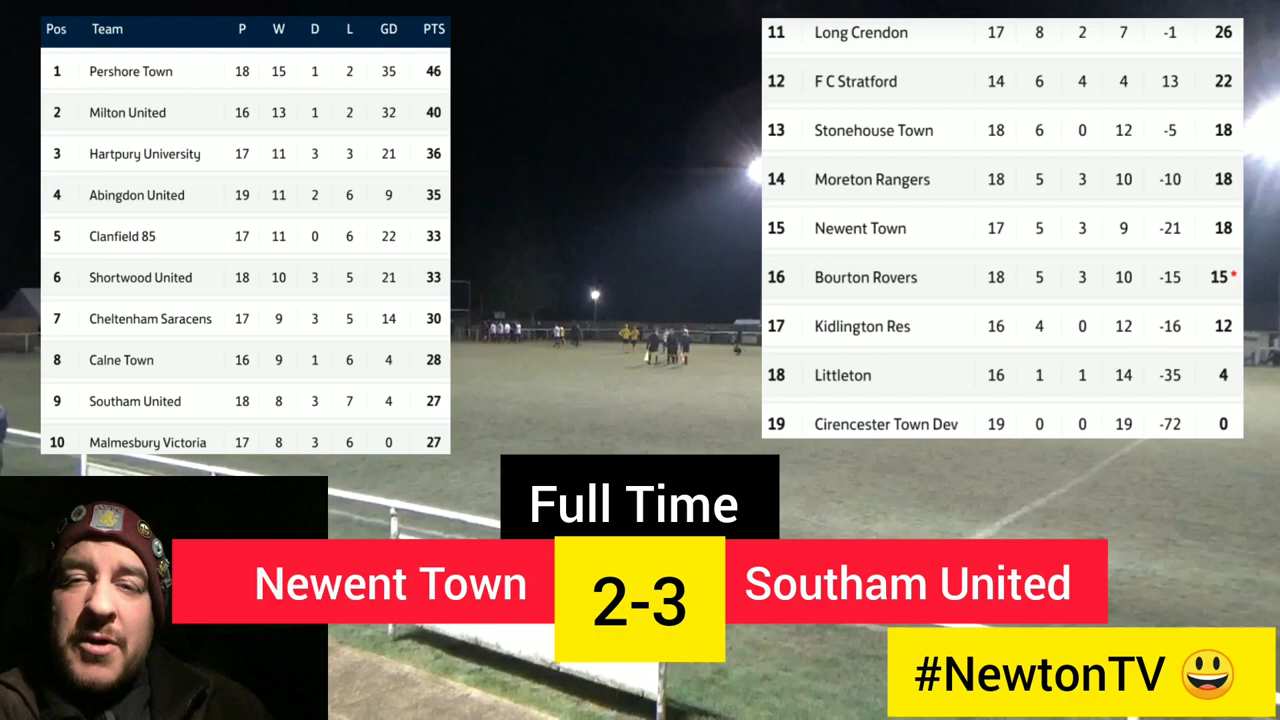 Pos Team P W D L GD PTS
1 Pershore Town 18 15 1 2 35 46
2 Milton United 16 13 1 2 32 40
3 Hartpury University 17 11 3 3 21 36
4 Abingdon United 19 11 2 6 9 35
5 Clanfield 85 17 11 0 6 22 33
6 Shortwood United 18 10 3 5 21 33
7 Cheltenham Saracens 17 9 3 5 14 30
8 Calne Town 16 9 1 6 4 28
9 Southam United 18 8 3 7 4 27
10 Malmesbury Victoria 17 8 3 6 0 27
11 Long Crendon 17 8 2 7 -1 26
12 F C Stratford 14 6 4 4 13 22
13 Stonehouse Town 18 6 0 12 -5 18
14 Moreton Rangers 18 5 3 10 -10 18
15 Newent Town 17 5 3 9 -21 18
16 Bourton Rovers 18 5 3 10 -15 15*
17 Kidlington Res 16 4 0 12 -16 12
18 Littleton 16 1 1 14 -35 4
19 Cirencester Town Dev 19 0 0 19 -72 0
Full Time
Newent Town 2-3 Southam United
#NewtonTV 😃